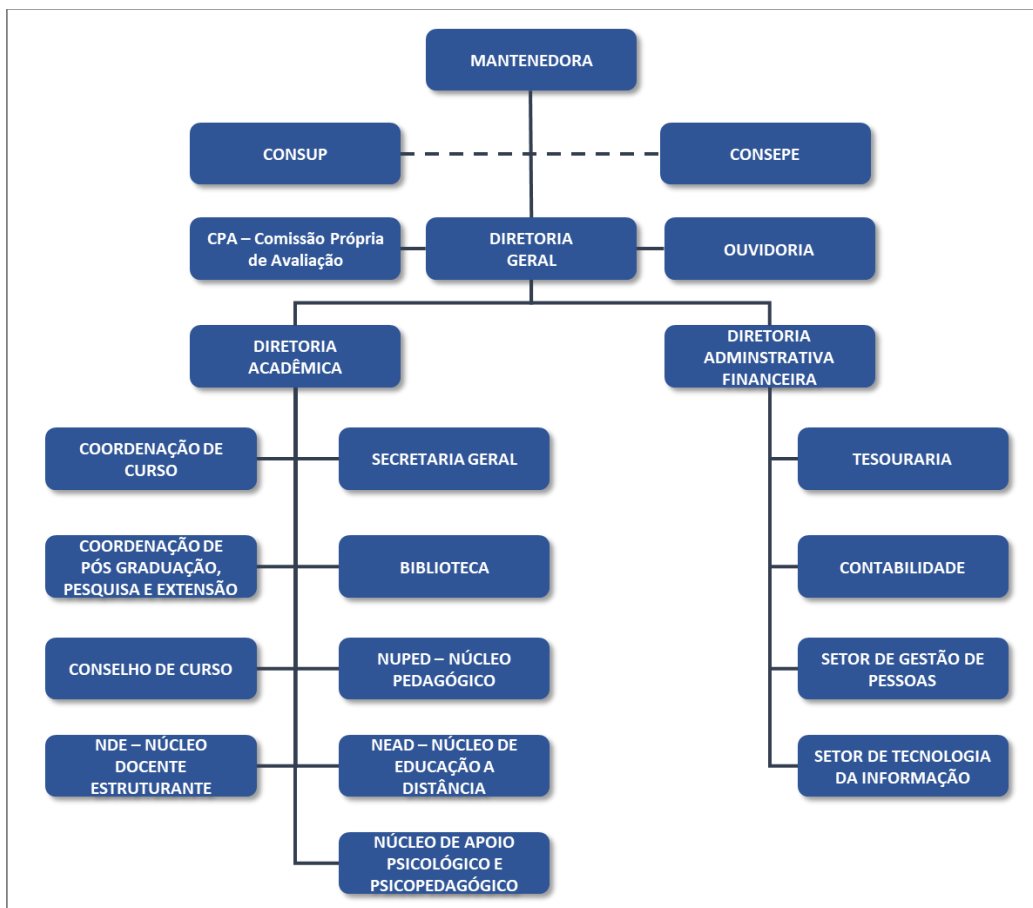 MANTENEDORA
CONSUP
CONSEPE
CPA – Comissão Própria
de Avaliação
DIRETORIA
GERAL
OUVIDORIA
DIRETORIA
ACADÊMICA
DIRETORIA
ADMINSTRATIVA
FINANCEIRA
COORDENAÇÃO DE
CURSO
SECRETARIA GERAL
TESOURARIA
COORDENAÇÃO DE
PÓS GRADUAÇÃO,
PESQUISA E EXTENSÃO
BIBLIOTECA
CONTABILIDADE
CONSELHO DE CURSO
NUPED – NÚCLEO
PEDAGÓGICO
SETOR DE GESTÃO DE
PESSOAS
NDE – NÚCLEO
DOCENTE
ESTRUTURANTE
NEAD – NÚCLEO DE
EDUCAÇÃO A
DISTÂNCIA
SETOR DE TECNOLOGIA
DA INFORMAÇÃO
NÚCLEO DE APOIO
PSICOLÓGICO E
PSICOPEDAGÓGICO